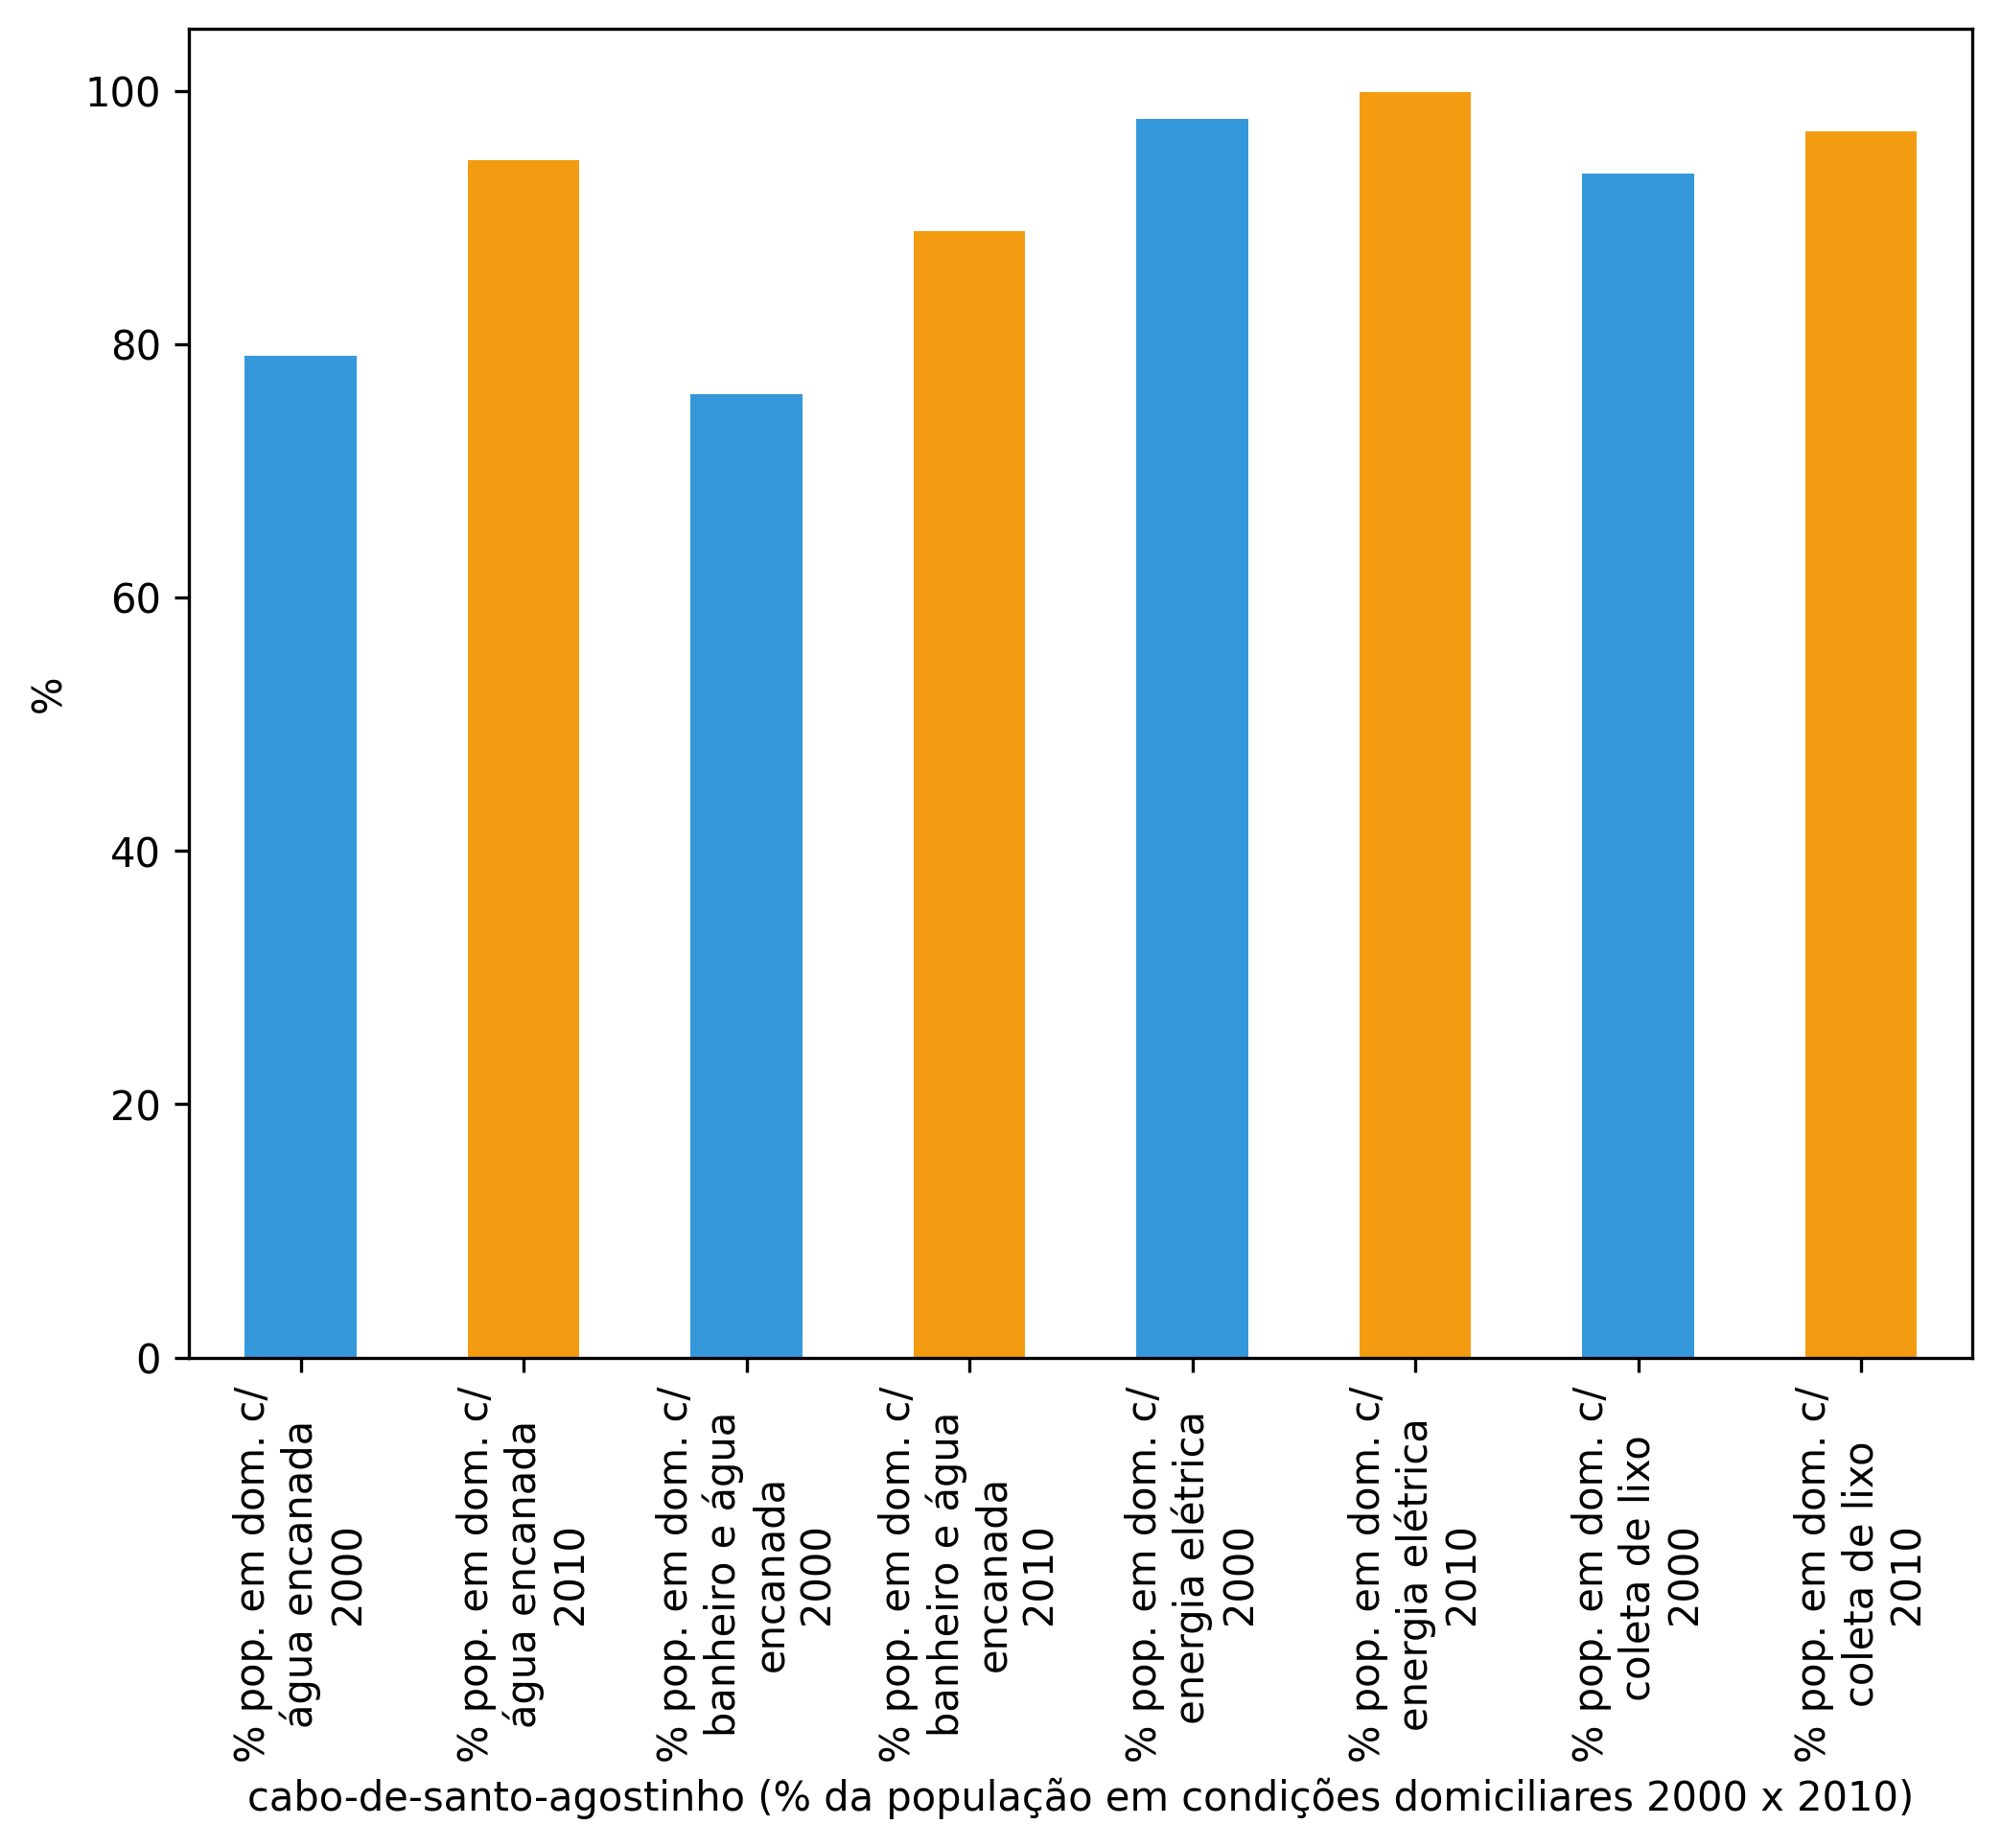 100
80
60
40
20
0
%
% pop. em dom. c/
água encanada
2000
% pop. em dom. c/
água encanada
2010
% pop. em dom. c/
banheiro e água
encanada
2000
% pop. em dom. c/
banheiro e água
encanada
2010
% pop. em dom. c/
energia elétrica
2000
% pop. em dom. c/
energia elétrica
2010
% pop. em dom. c/
coleta de lixo
2000
% pop. em dom. c/
coleta de lixo
2010
cabo-de-santo-agostinho (% da população em condições domiciliares 2000 x 2010)